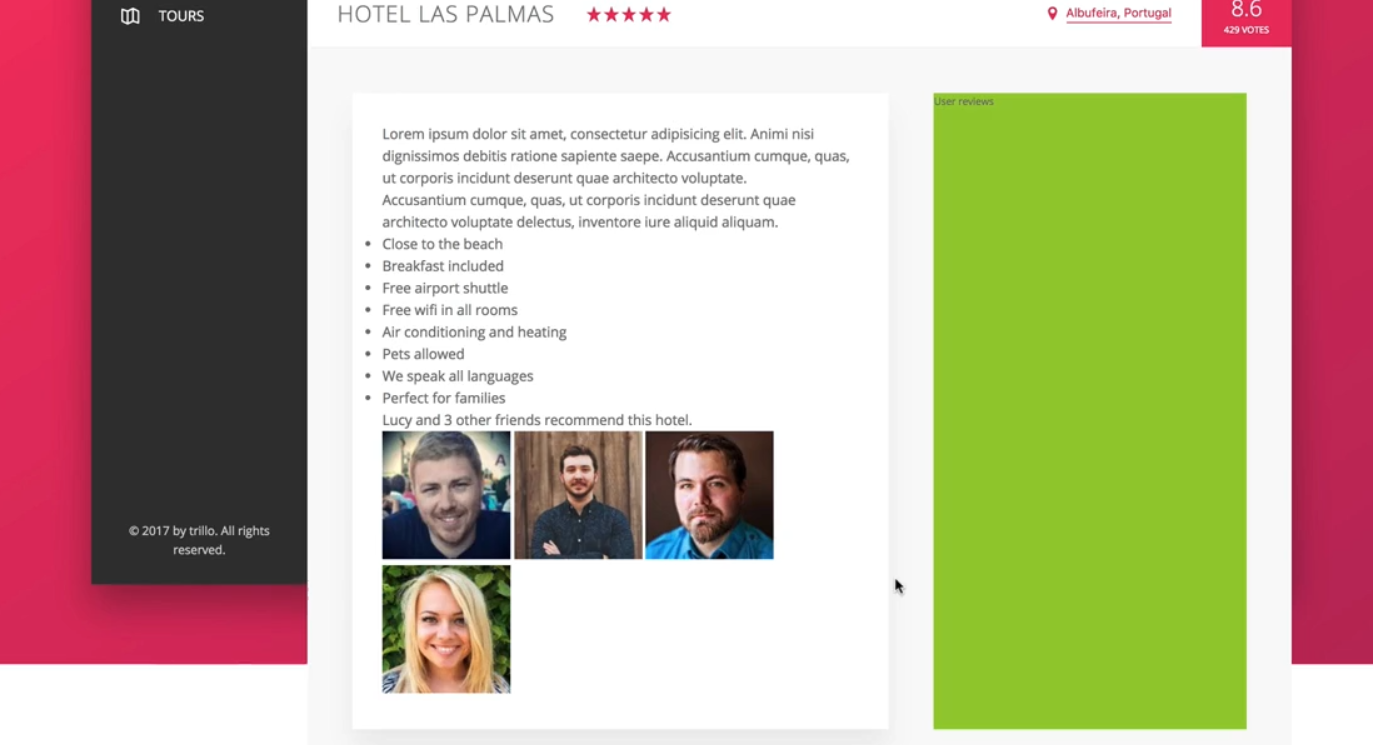 TOURS
HOTEL LAS PALMAS
Albufeira, Portugal
8.6
429 VOTES
Lorem ipsum dolor sit amet, consectetur adipisicing elit. Animi nisi
dignissimos debitis ratione sapiente saepe. Accusantium cumque, quas,
ut corporis incidunt deserunt quae architecto voluptate.
Accusantium cumque, quas, ut corporis incidunt deserunt quae
architecto voluptate delectus, inventore iure aliquid aliquam.
• Close to the beach
• Breakfast included
• Free airport shuttle
• Free wifi in all rooms
• Air conditioning and heating
• Pets allowed
• We speak all languages
• Perfect for families
Lucy and 3 other friends recommend this hotel.
User reviews
© 2017 by trillo. All rights
reserved.